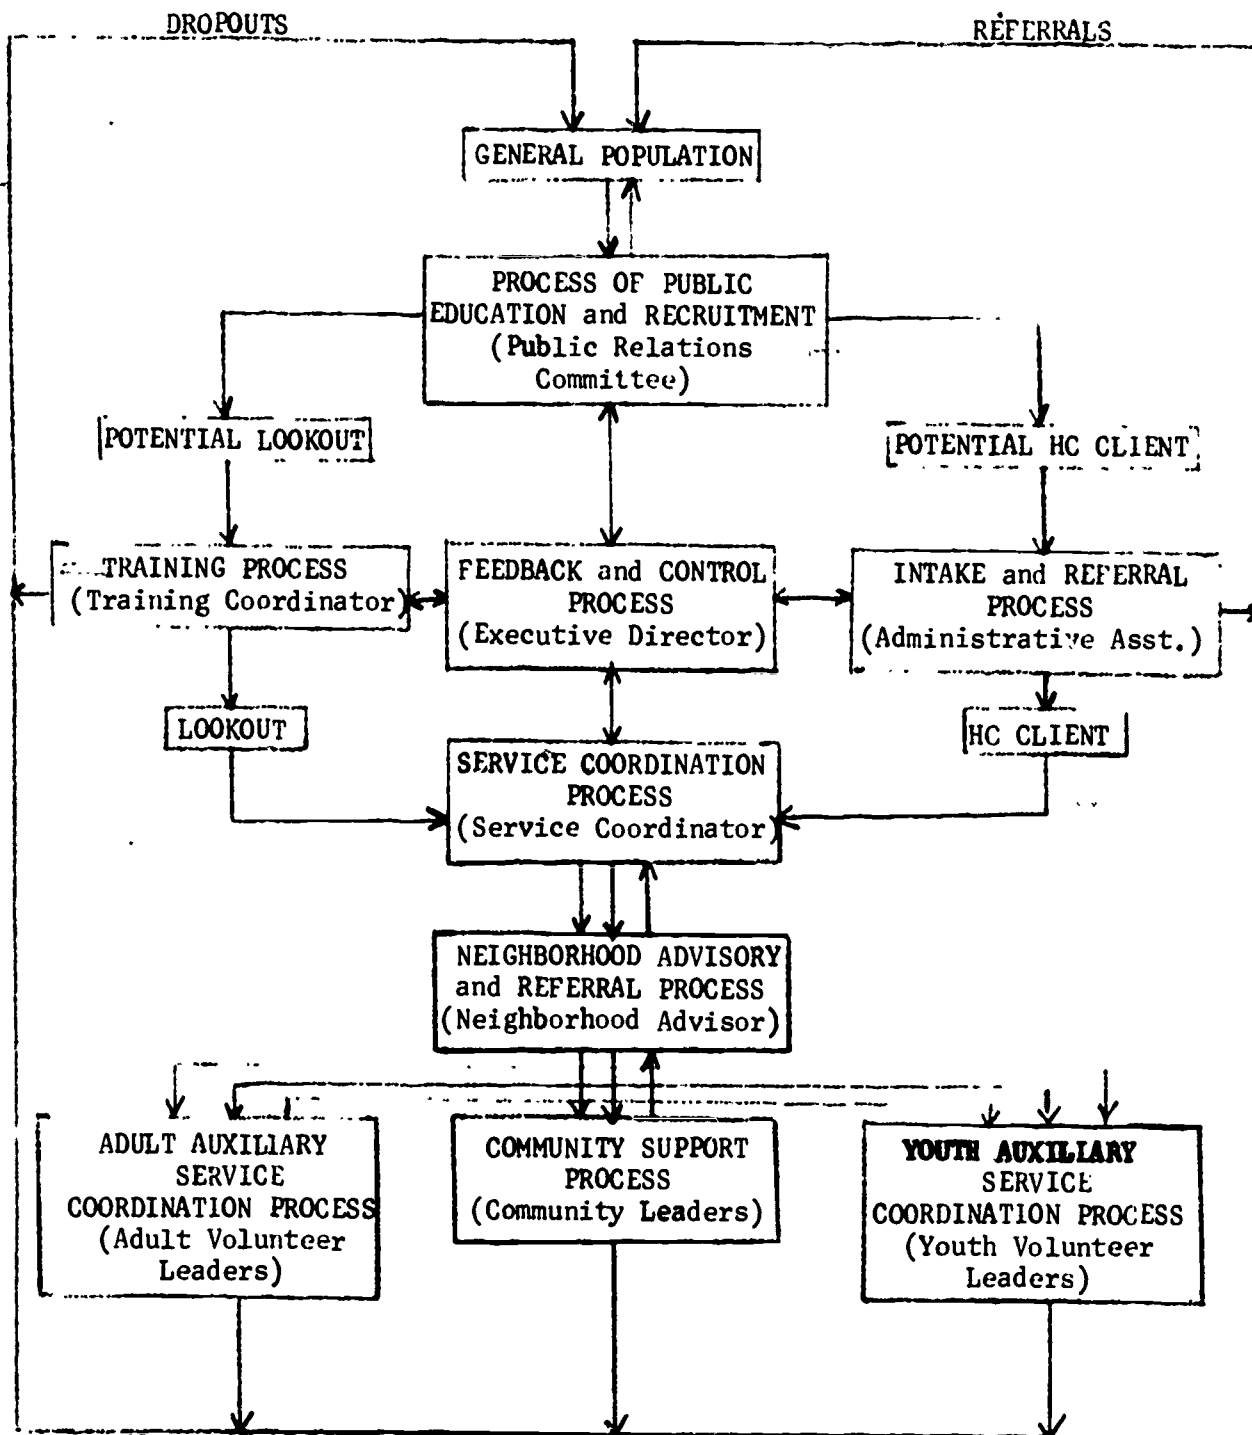 DROPOUTS
REFERRALS
GENERAL POPULATION
PROCESS OF PUBLIC
EDUCATION and RECRUITMENT
(Public Relations
Committee)
POTENTIAL LOOKOUT
POTENTIAL HC CLIENT
TRAINING PROCESS
(Training Coordinator)
FEEDBACK and CONTROL
PROCESS
(Executive Director)
INTAKE and REFERRAL
PROCESS
(Administrative Asst.)
LOOKOUT
HC CLIENT
SERVICE COORDINATION
PROCESS
(Service Coordinator)
NEIGHBORHOOD ADVISORY
and REFERRAL PROCESS
(Neighborhood Advisor)
ADULT AUXILIARY
SERVICE
COORDINATION PROCESS
(Adult Volunteer
Leaders)
COMMUNITY SUPPORT
PROCESS
(Community Leaders)
YOUTH AUXILIARY
SERVICE
COORDINATION PROCESS
(Youth Volunteer
Leaders)